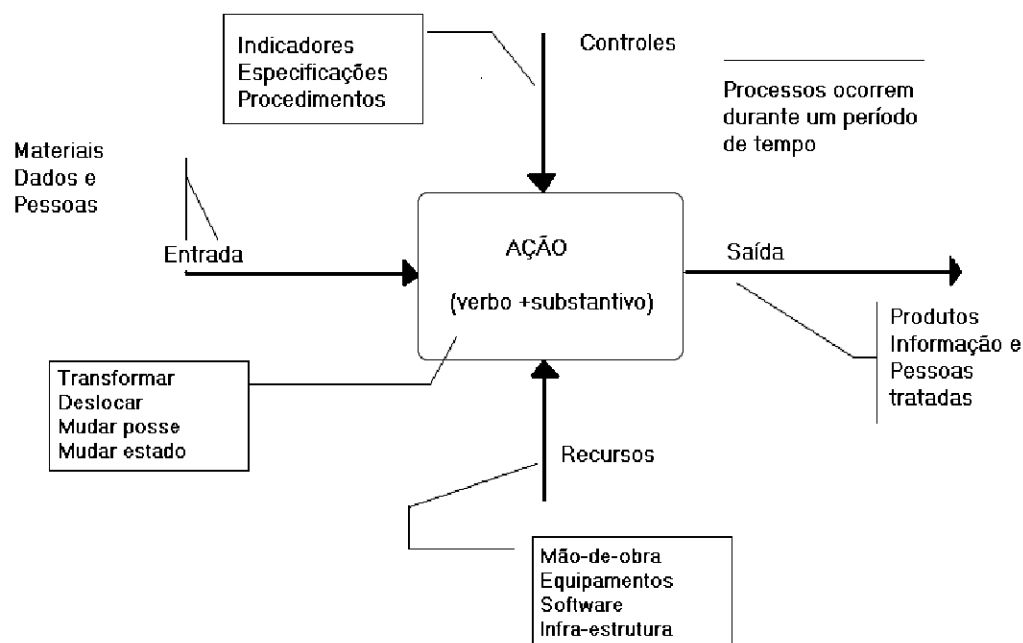 Indicadores
Especificações
Procedimentos
Controles
Processos ocorrem
durante um período
de tempo
Materiais
Dados e
Pessoas
Entrada
AÇÃO
(verbo +substantivo)
Saída
Produtos
Informação e
Pessoas
tratadas
Transformar
Deslocar
Mudar posse
Mudar estado
Recursos
Mão-de-obra
Equipamentos
Software
Infra-estrutura